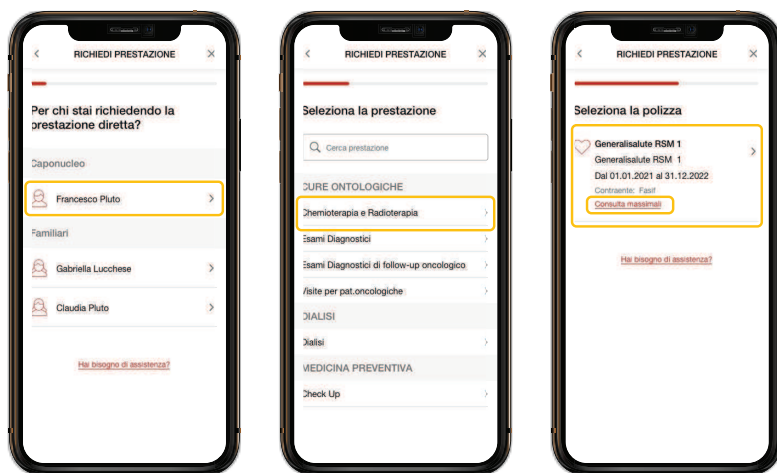 RICHIEDI PRESTAZIONE
Per chi stai richiedendo la
prestazione diretta?
Caponucleo
Francesco Pluto
Familiari
Gabriella Lucchese
Claudia Pluto
Hai bisogno di assistenza?
RICHIEDI PRESTAZIONE
Seleziona la prestazione
Cerca prestazione
CURE ONTOLOGICHE
Chemioterapia e Radioterapia
Esami Diagnostici
Esami Diagnostici di follow-up oncologico
Visite per pat.oncologiche
DIALISI
Dialisi
MEDICINA PREVENTIVA
Check Up
RICHIEDI PRESTAZIONE
Seleziona la polizza
Generalisalute RSM 1
Generalisalute RSM 1
Dal 01.01.2021 al 31.12.2022
Contraente: Fasif
Consulta massimali
Hai bisogno di assistenza?